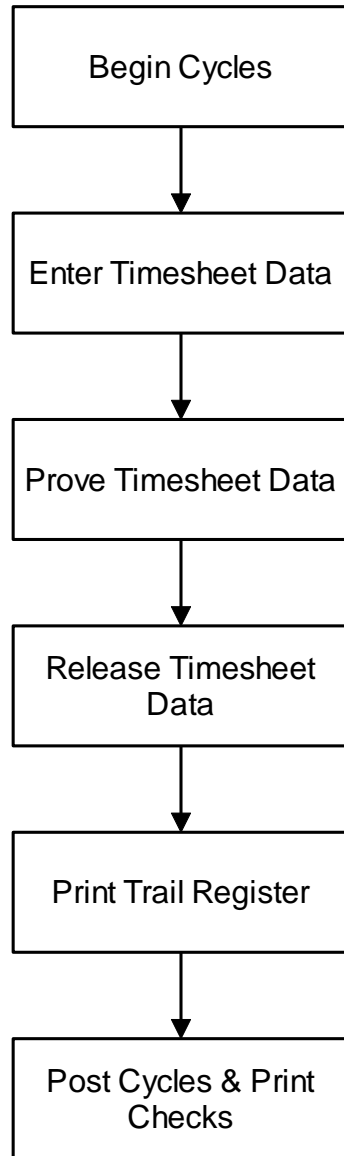 Begin Cycles
Enter Timesheet Data
Prove Timesheet Data
Release Timesheet
Data
Print Trail Register
Post Cycles & Print
Checks